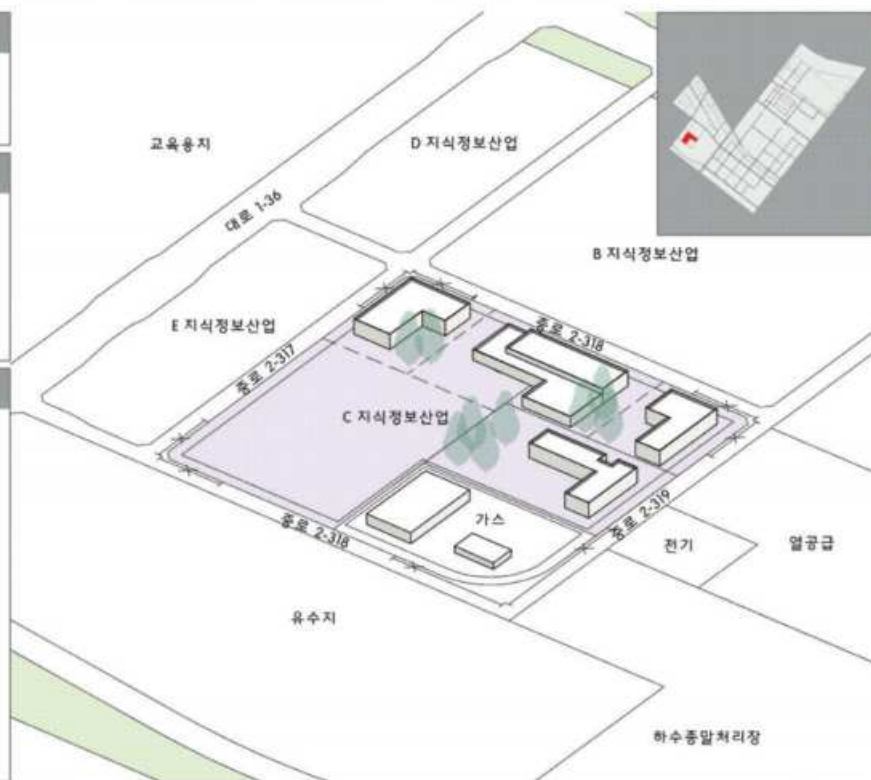 교육용지
D 지식정보산업
대로 1-36
B 지식정보산업
E 지식정보산업
중로 2-318
중로 2-317
C 지식정보산업
가스
중로 2-319
중로 2-318
전기
열공급
유수지
하수종말처리장